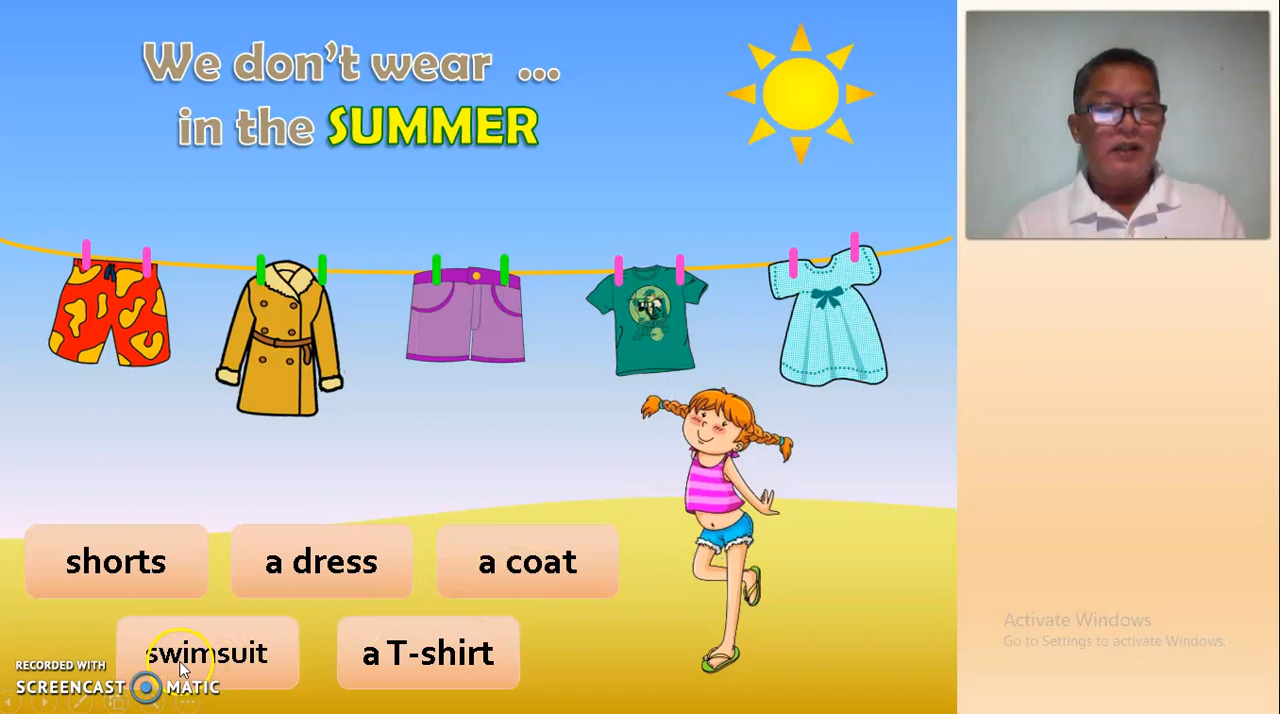 We don't wear ...
in the SUMMER
shorts
a dress
a coat
swimsuit
a T-shirt
RECORDED WITH
SCREENCAST MATIC
Activate Windows
Go to Settings to activate Windows.